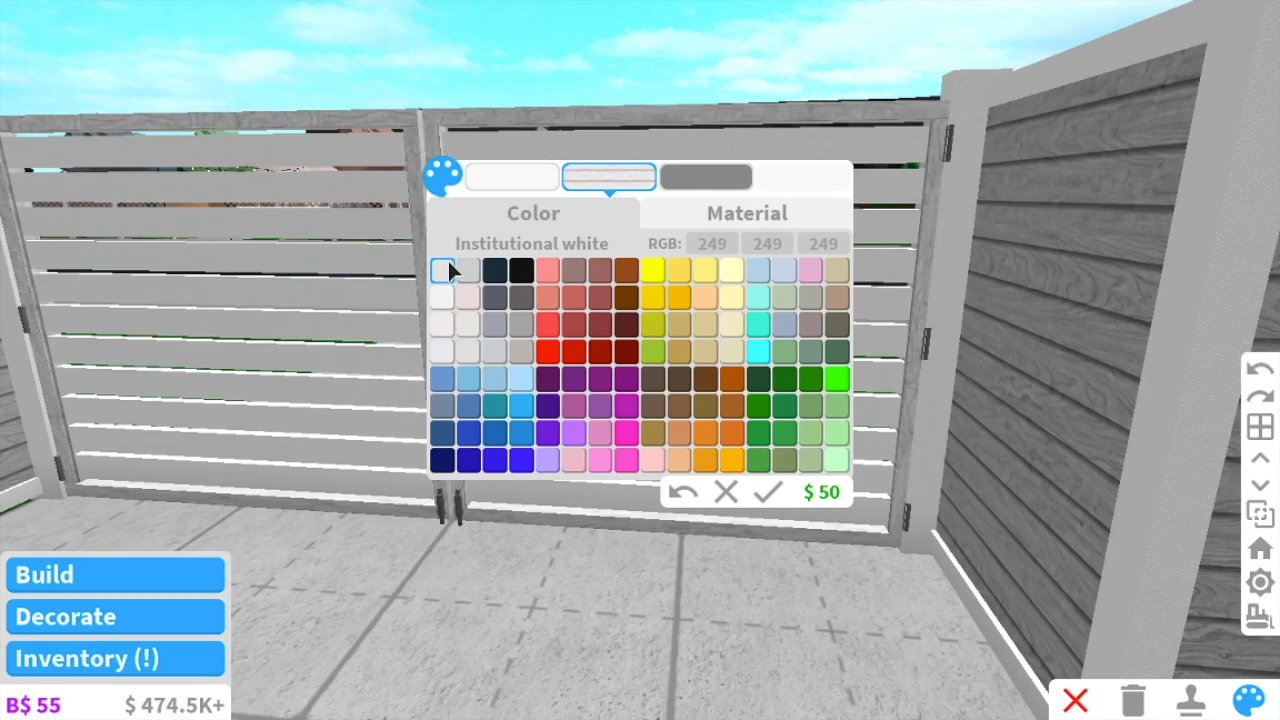 Color
Material
Institutional white
RGB: 249 249 249
$ 50
Build
Decorate
Inventory (!)
B$ 55
$ 474.5K+